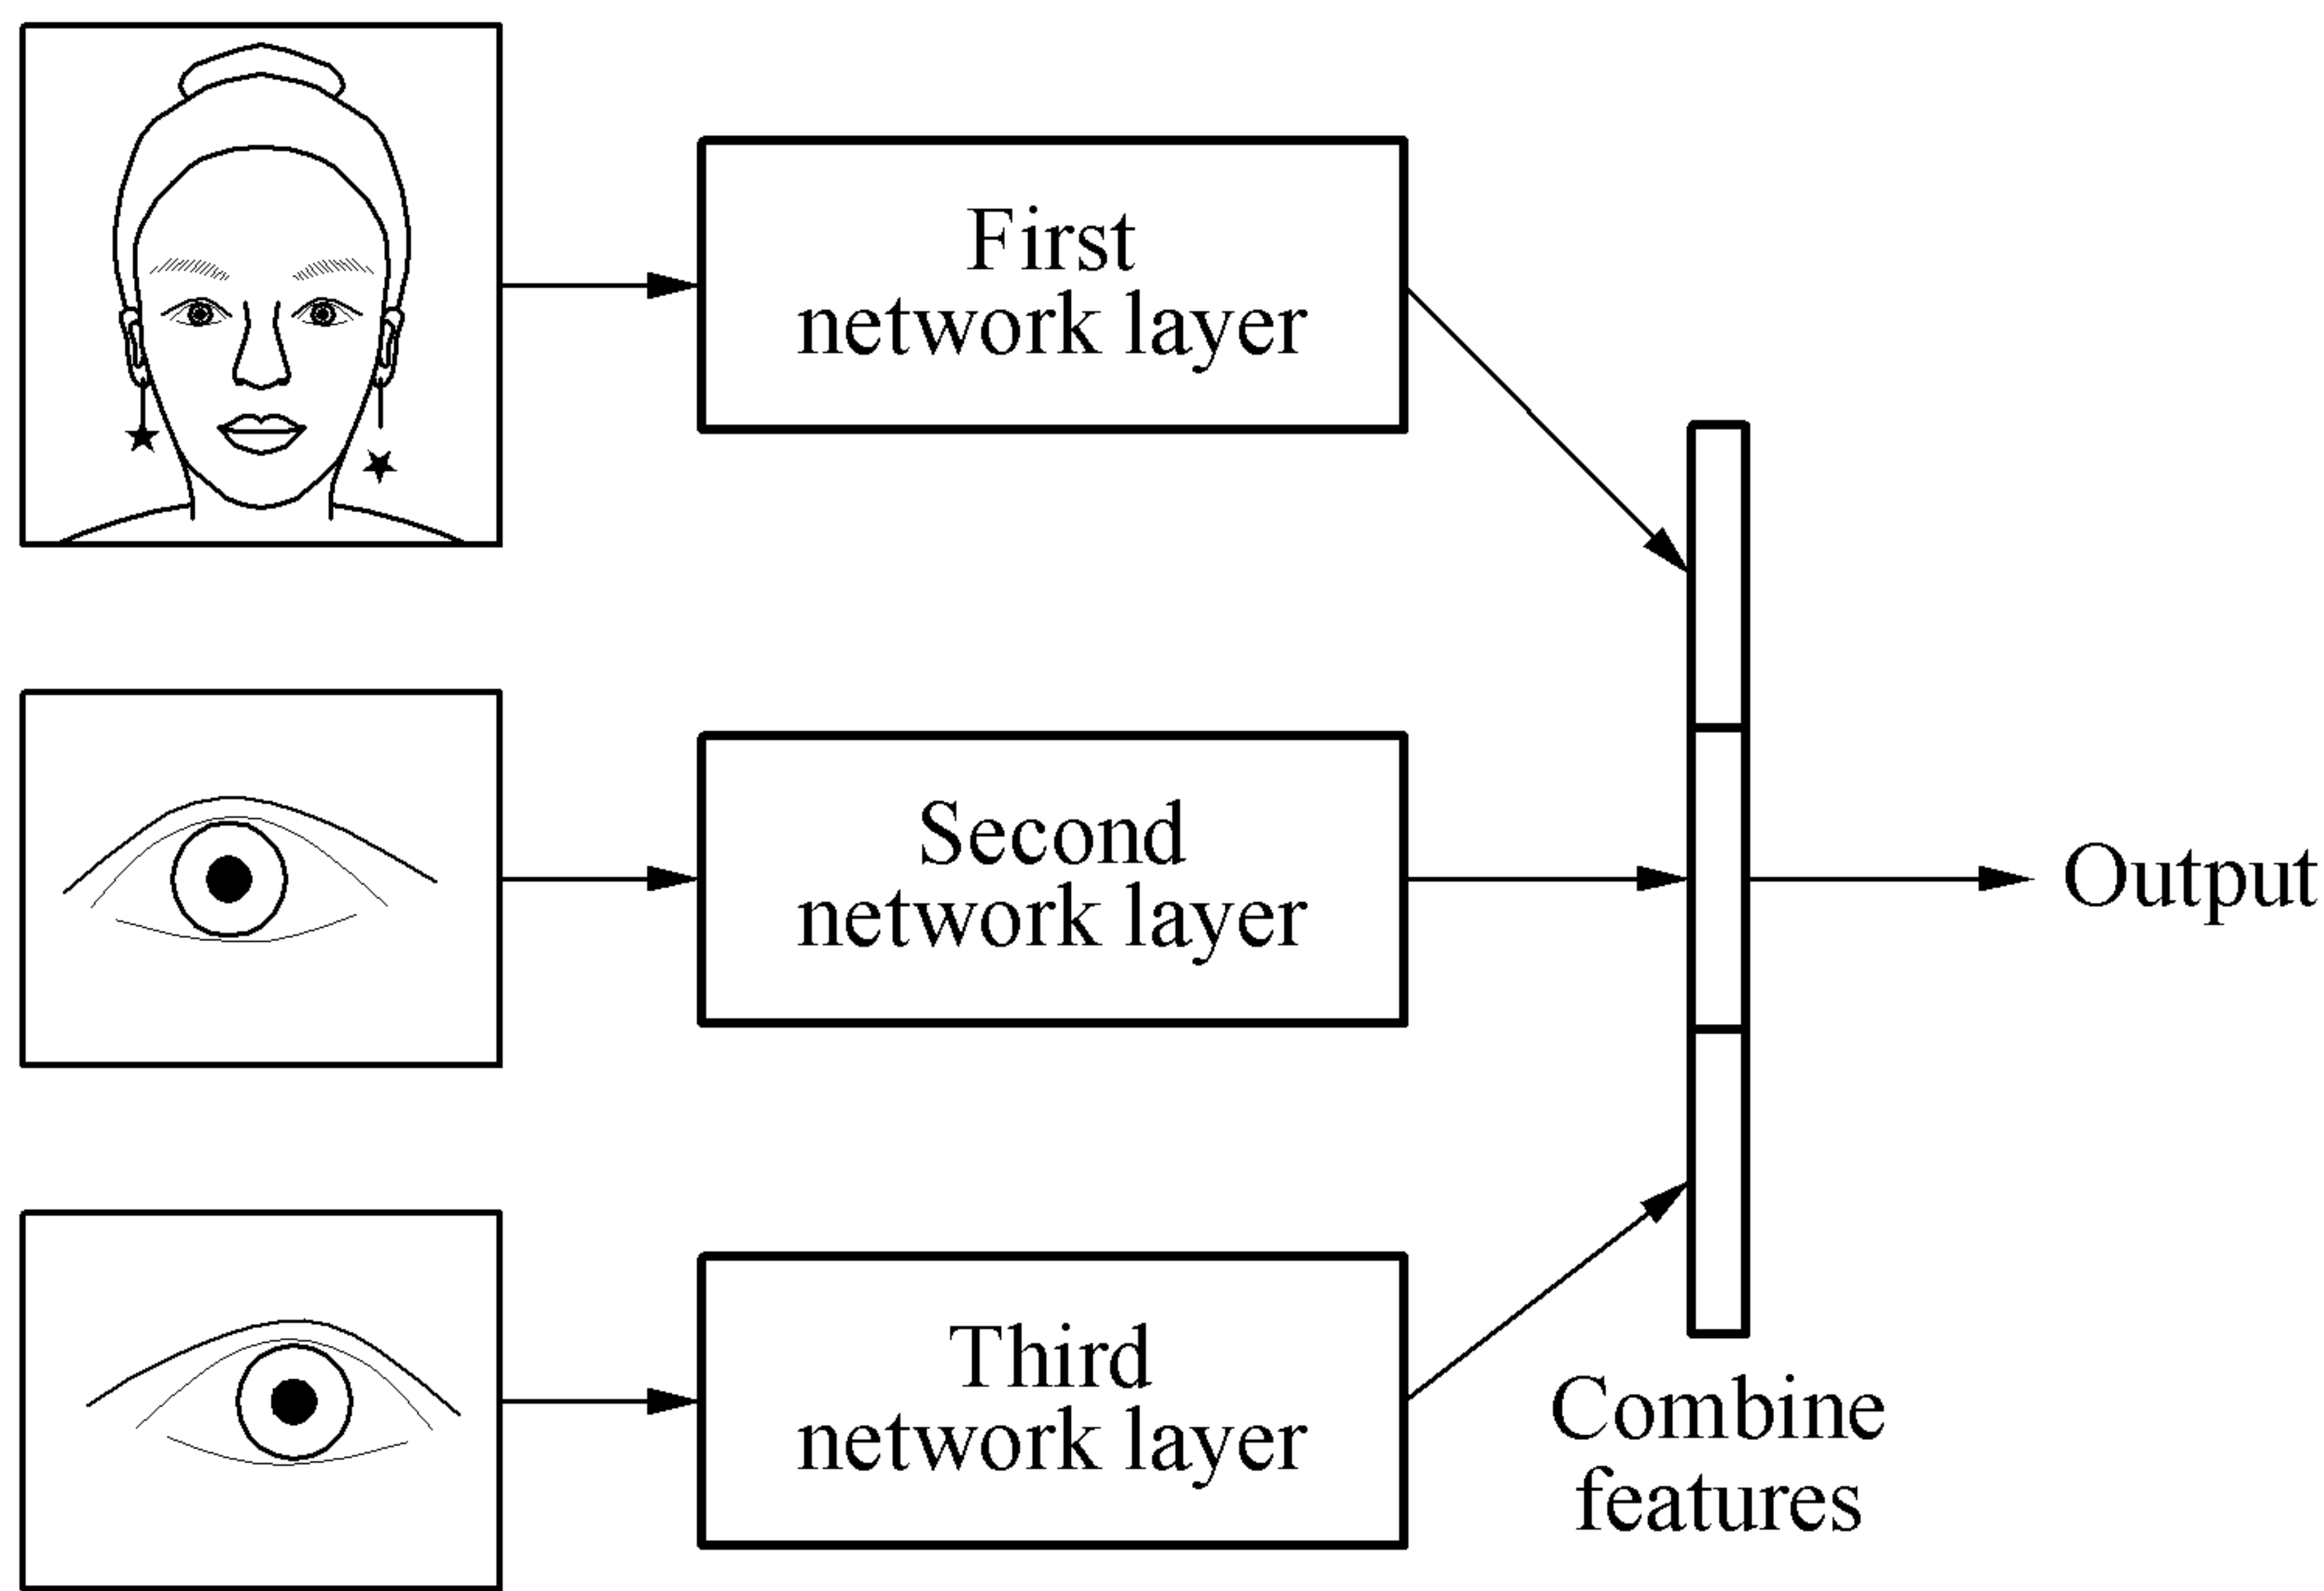 First
network layer
Second
network layer
Output
Third
network layer
Combine
features